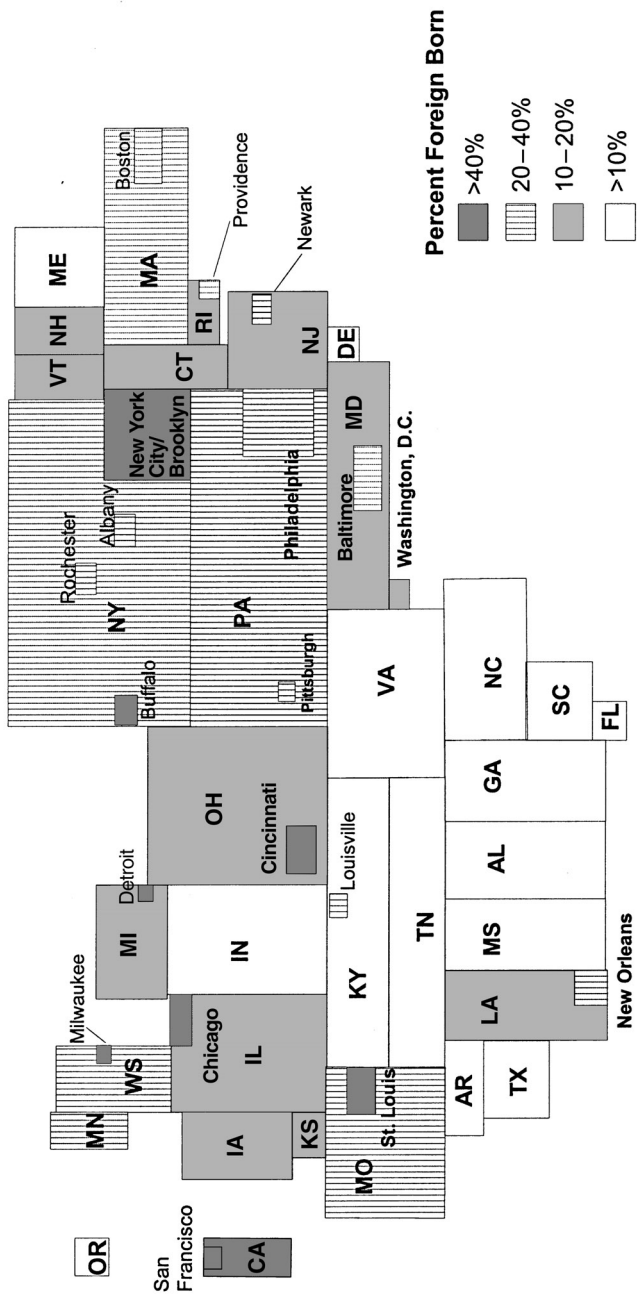 OR
San
Francisco
CA
MN
WS
Milwaukee
IA
KS
Chicago
IL
MO
St. Louis
AR
TX
MI
Detroit
IN
OH
Cincinnati
KY
Louisville
TN
LA
New Orleans
MS
AL
GA
NY
Buffalo
Rochester
Albany
New York
City/
Brooklyn
PA
Pittsburgh
Philadelphia
VA
NC
SC
FL
VT
NH
ME
MA
Boston
CT
RI
Providence
NJ
Newark
DE
MD
Baltimore
Washington, D.C.
Percent Foreign Born
>40%
20–40%
10–20%
>10%